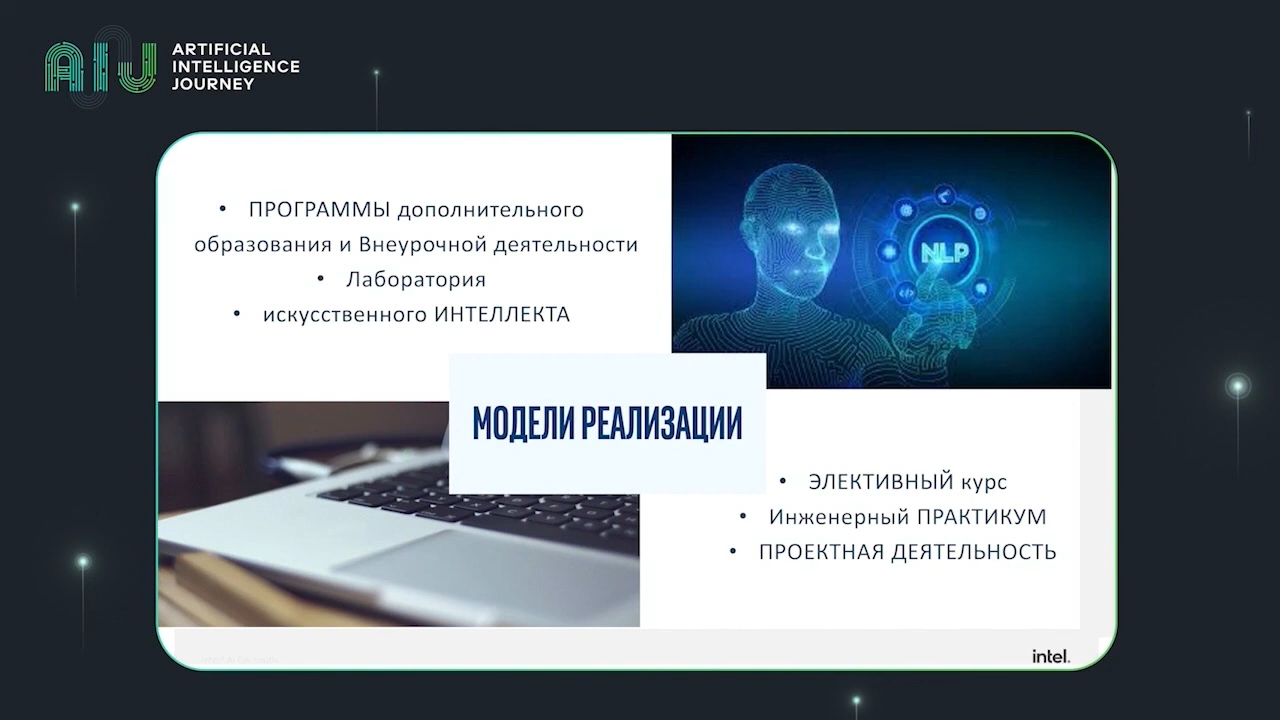 ARTIFICIAL
INTELLIGENCE
JOURNEY
• ПРОГРАММЫ дополнительного
образования и Внеурочной деятельности
• Лаборатория
• искусственного ИНТЕЛЛЕКТА
NLP
МОДЕЛИ РЕАЛИЗАЦИИ
• ЭЛЕКТИВНЫЙ курс
• Инженерный ПРАКТИКУМ
• ПРОЕКТНАЯ ДЕЯТЕЛЬНОСТЬ
intel.